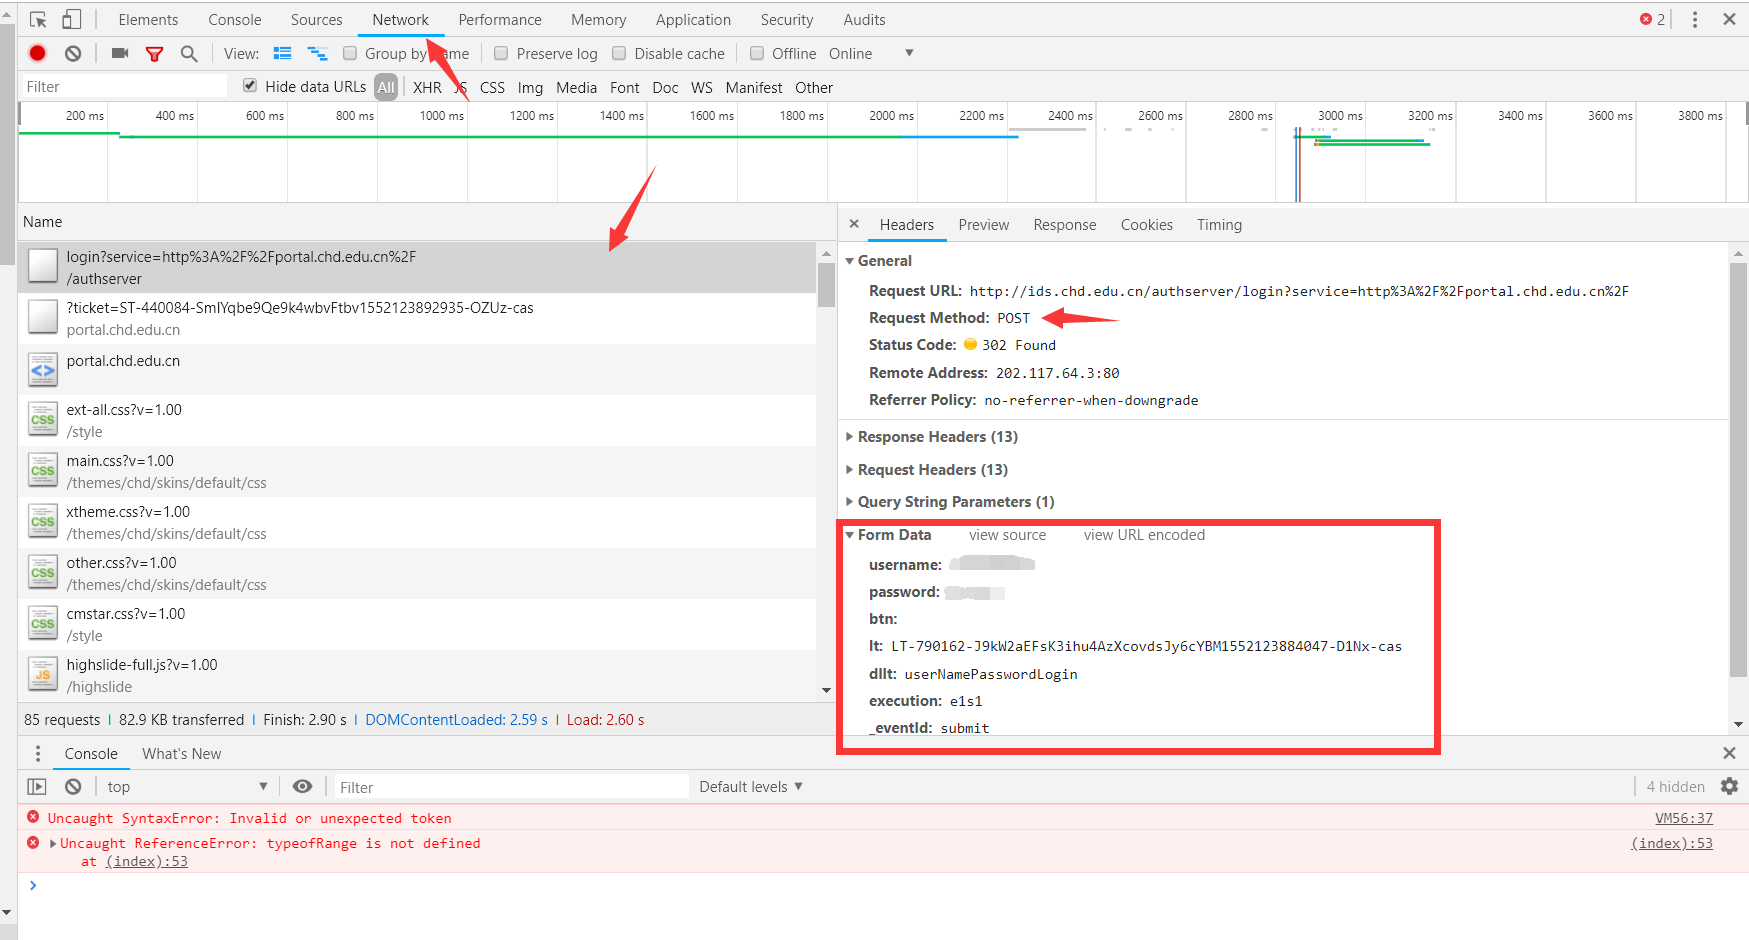 Elements Console Sources Network Performance Memory Application Security Audits 2
View: Group by ame Preserve log Disable cache Offline Online
Filter Hide data URLs All XHR JS CSS Img Media Font Doc WS Manifest Other
200 ms 400 ms 600 ms 800 ms 1000 ms 1200 ms 1400 ms 1600 ms 1800 ms 2000 ms 2200 ms 2400 ms 2600 ms 2800 ms 3000 ms 3200 ms 3400 ms 3600 ms 3800 ms
Name
login?service=http%3A%2F%2Fportal.chd.edu.cn%2F
/authserver
?ticket=ST-440084-SmlYqbe9Qe9k4wbvFtbv1552123892935-OZUz-cas
portal.chd.edu.cn
portal.chd.edu.cn
ext-all.css?v=1.00
/style
main.css?v=1.00
/themes/chd/skins/default/css
xtheme.css?v=1.00
/themes/chd/skins/default/css
other.css?v=1.00
/themes/chd/skins/default/css
cmstar.css?v=1.00
/style
highslide-full.js?v=1.00
/highslide
85 requests | 82.9 KB transferred | Finish: 2.90 s | DOMContentLoaded: 2.59 s | Load: 2.60 s
Headers Preview Response Cookies Timing
General
Request URL: http://ids.chd.edu.cn/authserver/login?service=http%3A%2F%2Fportal.chd.edu.cn%2F
Request Method: POST
Status Code: 302 Found
Remote Address: 202.117.64.3:80
Referrer Policy: no-referrer-when-downgrade
Response Headers (13)
Request Headers (13)
Query String Parameters (1)
Form Data view source view URL encoded
username:
password:
btn:
lt: LT-790162-J9kW2aEFsK3ihu4AzXcovdsJy6cYBM1552123884047-D1Nx-cas
dllt: userNamePasswordLogin
execution: e1s1
_eventId: submit
Console What's New
top Filter Default levels 4 hidden
Uncaught SyntaxError: Invalid or unexpected token VM56:37
Uncaught ReferenceError: typeofRange is not defined (index):53
at (index):53